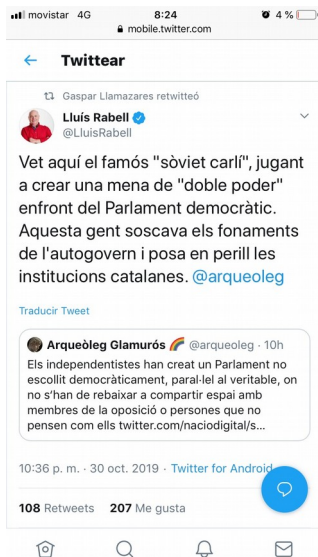 movistar 4G 8:24 4 %
mobile.twitter.com
Twittear
Gaspar Llamazares retwitteó
Lluís Rabell
@LluisRabell
Vet aquí el famós "sòviet carlí", jugant
a crear una mena de "doble poder"
enfront del Parlament democràtic.
Aquesta gent soscava els fonaments
de l'autogovern i posa en perill les
institucions catalanes. @arqueoleg
Traducir Tweet
Arqueòleg Glamurós @arqueoleg · 10h
Els independentistes han creat un Parlament no
escollit democràticament, paral·lel al veritable, on
no s'han de rebaixar a compartir espai amb
membres de la oposició o persones que no
pensen com ells twitter.com/naciodigital/s...
10:36 p. m. · 30 oct. 2019 · Twitter for Android
108 Retweets 207 Me gusta